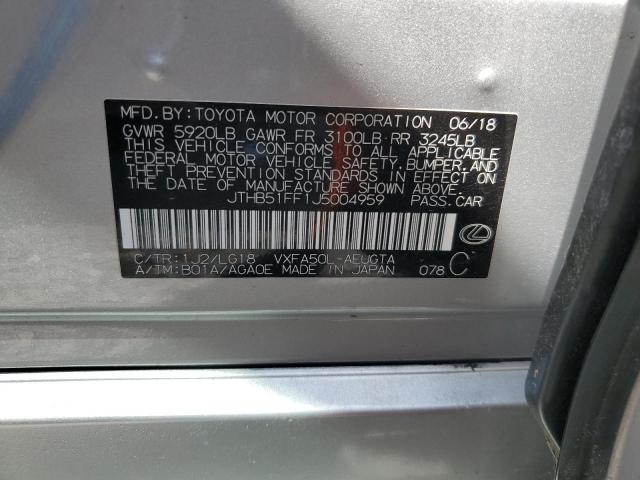 MFD.BY:TOYOTA MOTOR CORPORATION 06/18
GVWR 5920LB GAWR FR 3100LB RR 3245LB
THIS VEHICLE CONFORMS TO ALL APPLICABLE
FEDERAL MOTOR VEHICLE SAFETY, BUMPER, AND
THEFT PREVENTION STANDARDS IN EFFECT ON
THE DATE OF MANUFACTURE SHOWN ABOVE.
JTHB51FF1J5004959 PASS.CAR
C/TR:1J2/LG18 VXFA50L-AEUGTA
A/TM:B01A/AGA0E MADE IN JAPAN 078 C